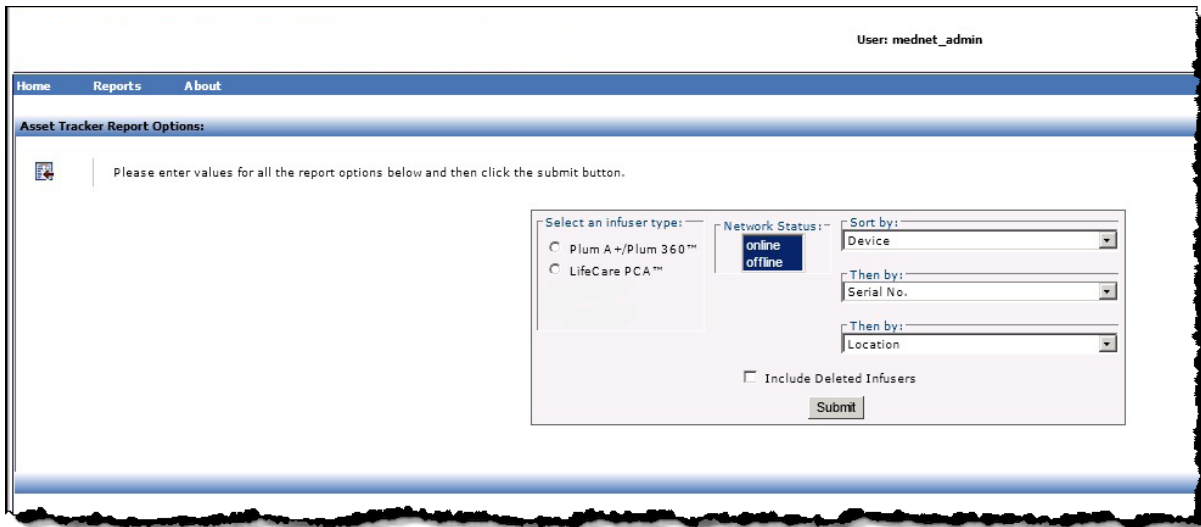 User: mednet_admin
Home Reports About
Asset Tracker Report Options:
Please enter values for all the report options below and then click the submit button.
Select an infuser type:
Plum A+/Plum 360™
LifeCare PCA™
Network Status:
online
offline
Sort by:
Device
Then by:
Serial No.
Then by:
Location
Include Deleted Infusers
Submit